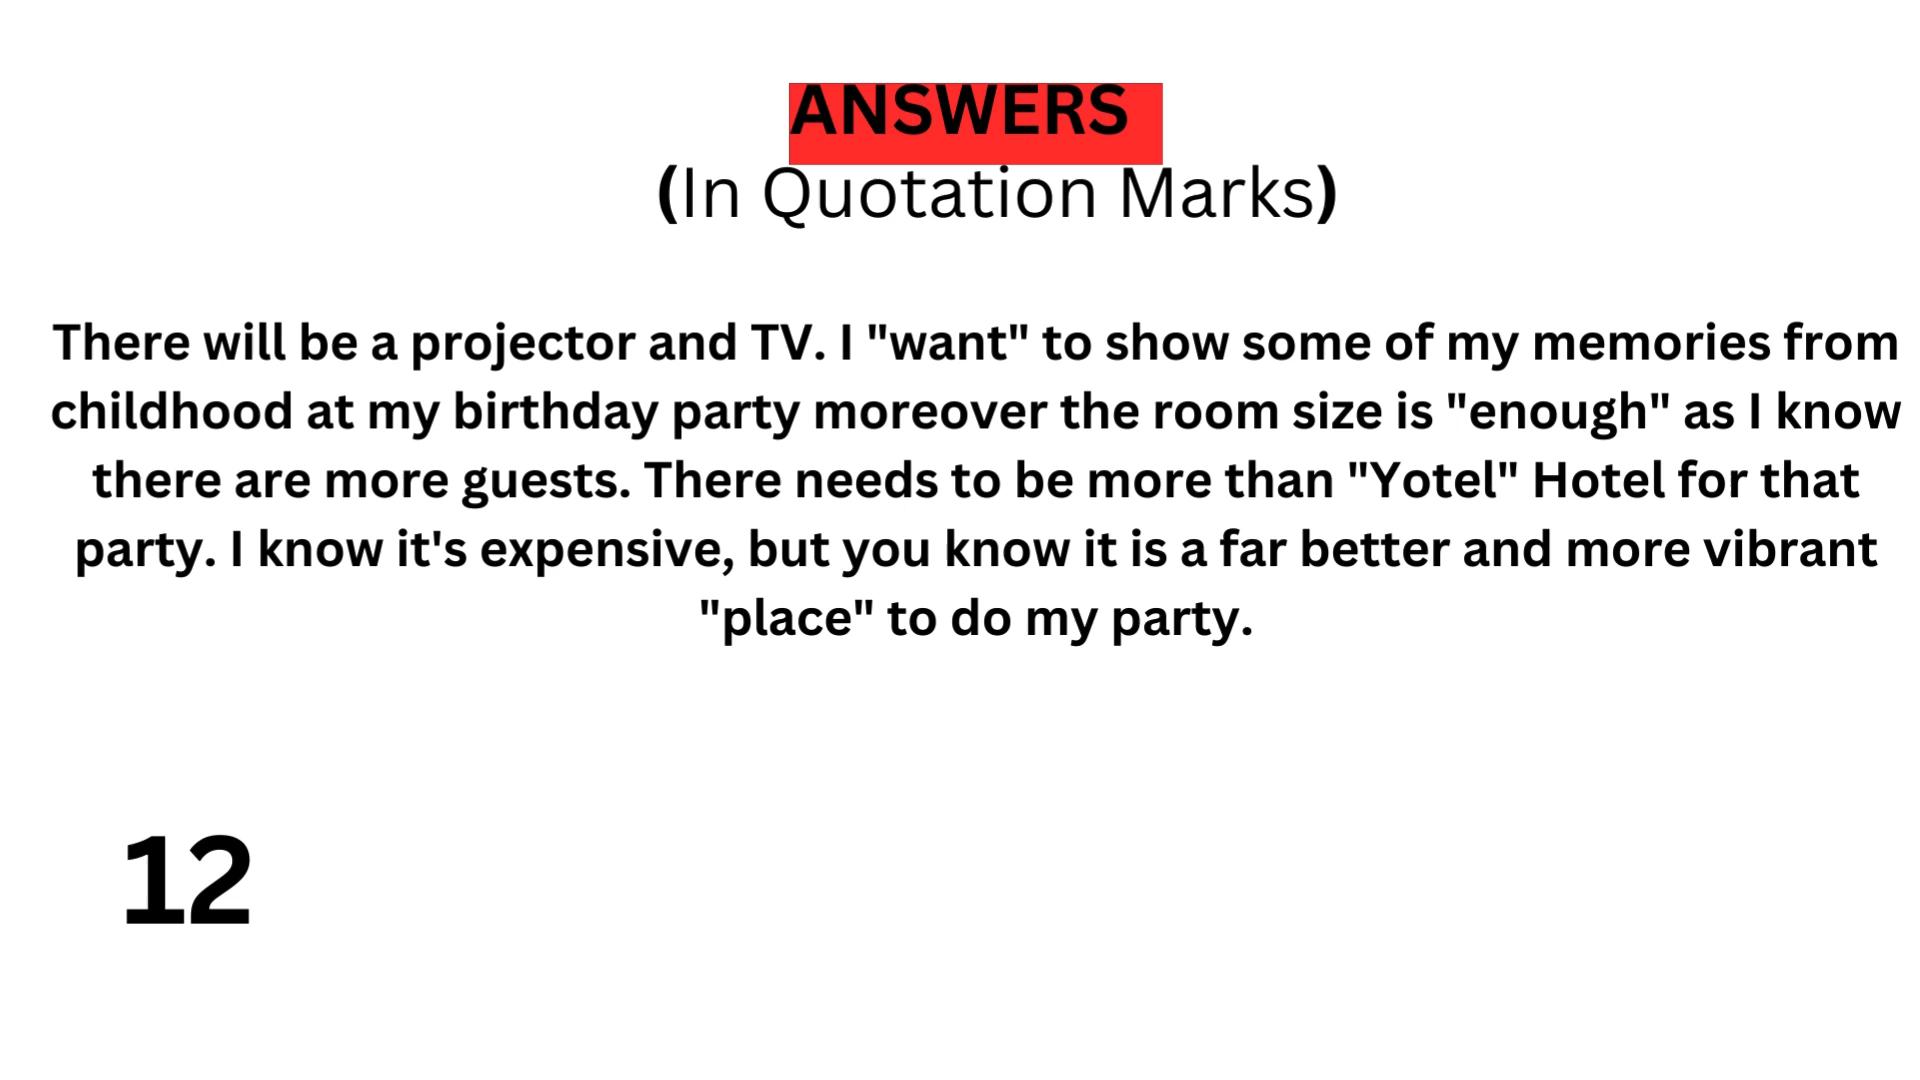 ANSWERS
(In Quotation Marks)
There will be a projector and TV. I "want" to show some of my memories from
childhood at my birthday party moreover the room size is "enough" as I know
there are more guests. There needs to be more than "Yotel" Hotel for that
party. I know it's expensive, but you know it is a far better and more vibrant
"place" to do my party.
12